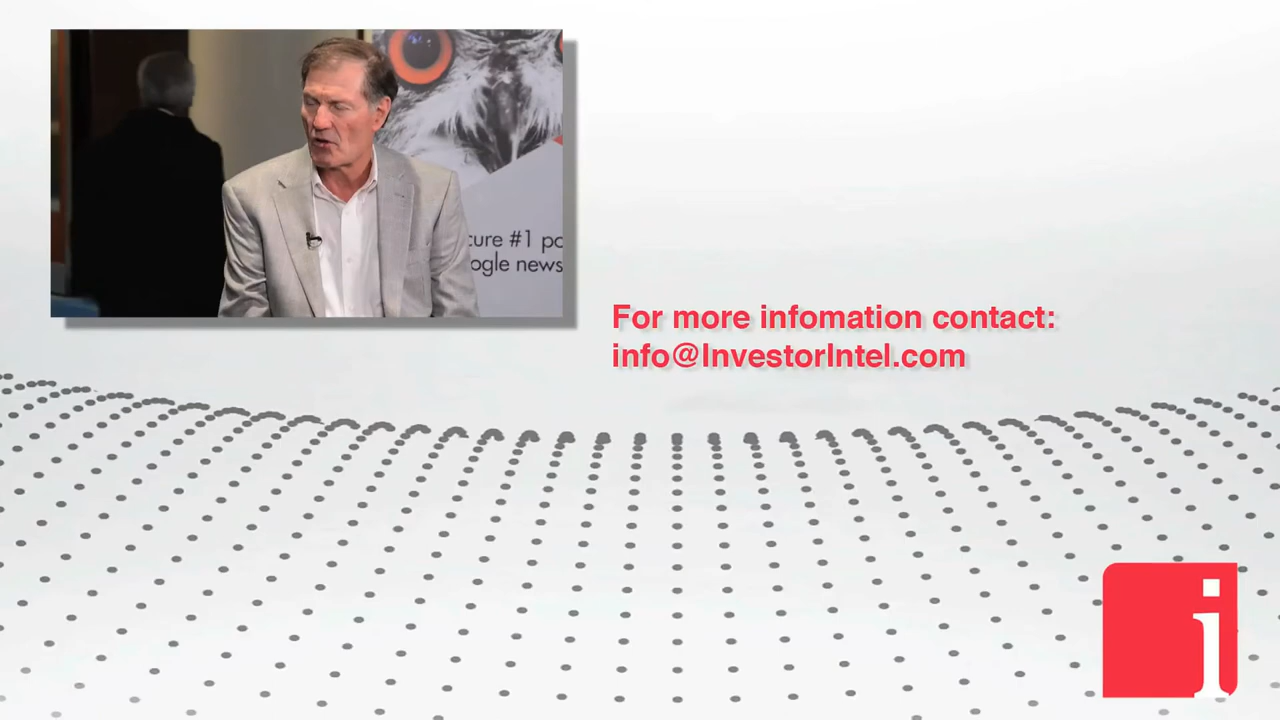 cure #1 po
ogle news
For more infomation contact:
info@InvestorIntel.com
i